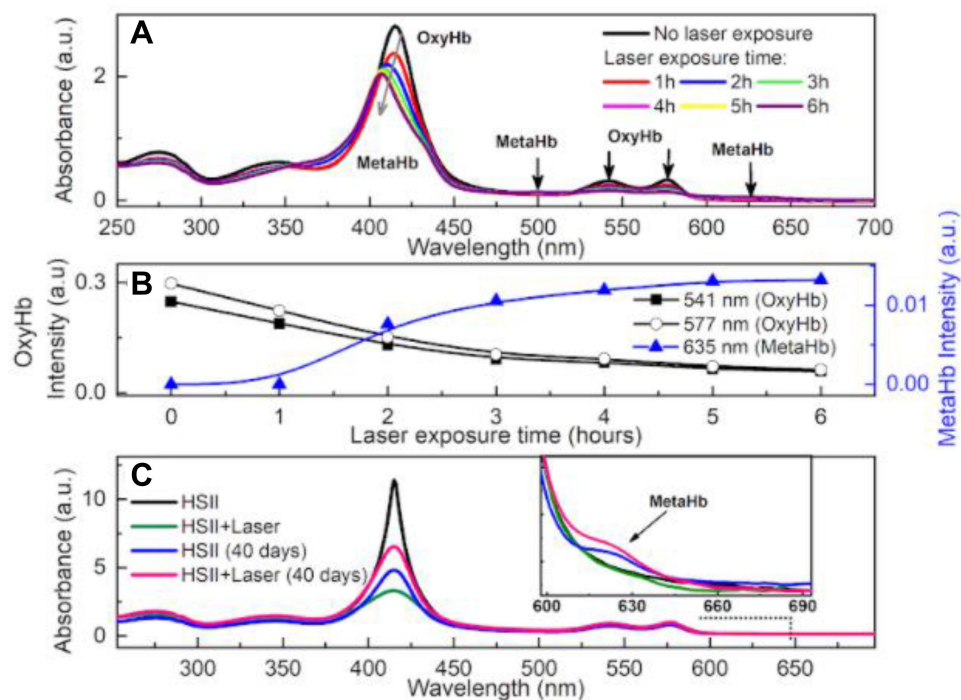 A
OxyHb
No laser exposure
Laser exposure time:
1h 2h 3h
4h 5h 6h
MetaHb
MetaHb
OxyHb
MetaHb
Absorbance (a.u.)
2
0
250 300 350 400 450 500 550 600 650 700
Wavelength (nm)
B
OxyHb
Intensity (a.u)
0.3
0.0
541 nm (OxyHb)
577 nm (OxyHb)
635 nm (MetaHb)
0.01
0.00
MetaHb Intensity (a.u.)
0 1 2 3 4 5 6
Laser exposure time (hours)
C
Absorbance (a.u.)
10
5
0
HSII
HSII+Laser
HSII (40 days)
HSII+Laser (40 days)
MetaHb
600 630 660 690
300 350 400 450 500 550 600 650
Wavelength (nm)